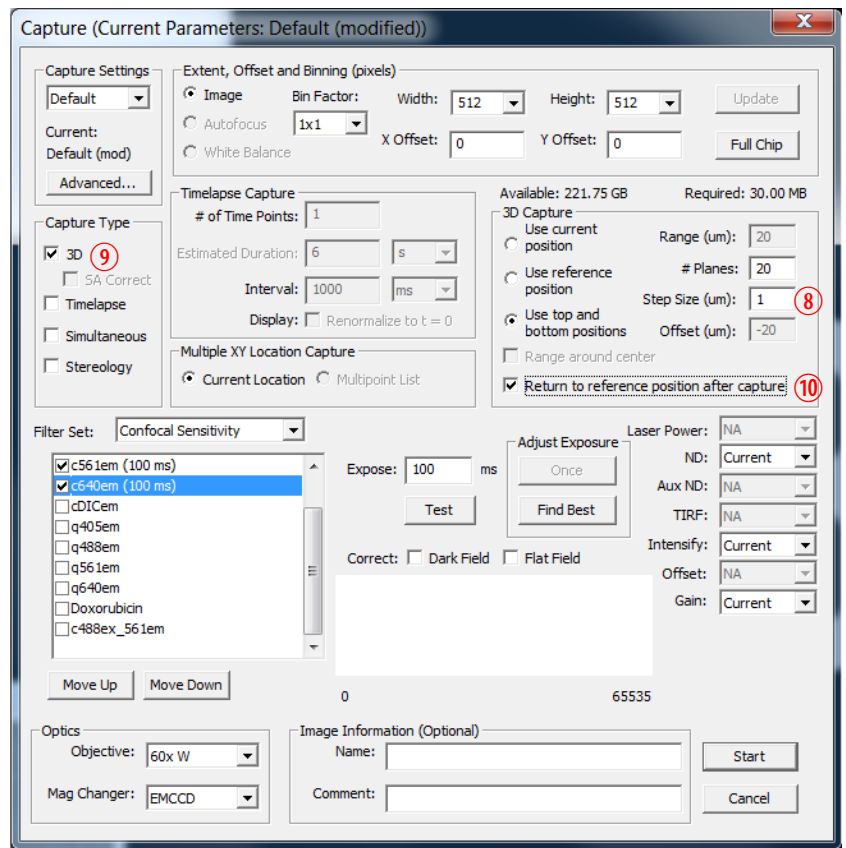 Capture (Current Parameters: Default (modified))
Capture Settings
Default
Current:
Default (mod)
Advanced...
Extent, Offset and Binning (pixels)
Image
Bin Factor:
Width:
512
Height:
512
Update
Autofocus
1x1
White Balance
X Offset:
0
Y Offset:
0
Full Chip
Capture Type
3D
⑨
SA Correct
Timelapse
Simultaneous
Stereology
Timelapse Capture
# of Time Points:
1
Estimated Duration:
6
s
Interval:
1000
ms
Display:
Renormalize to t = 0
Multiple XY Location Capture
Current Location
Multipoint List
Available: 221.75 GB
Required: 30.00 MB
3D Capture
Use current
position
Range (um):
20
Use reference
position
# Planes:
20
Step Size (um):
1
⑧
Use top and
bottom positions
Offset (um):
-20
Range around center
Return to reference position after capture
⑩
Filter Set:
Confocal Sensitivity
c561em (100 ms)
c640em (100 ms)
cDICem
q405em
q488em
q561em
q640em
Doxorubicin
c488ex_561em
Move Up
Move Down
Expose:
100
ms
Test
Adjust Exposure
Once
Find Best
Correct:
Dark Field
Flat Field
0
65535
Laser Power:
NA
ND:
Current
Aux ND:
NA
TIRF:
NA
Intensify:
Current
Offset:
NA
Gain:
Current
Optics
Objective:
60x W
Mag Changer:
EMCCD
Image Information (Optional)
Name:
Comment:
Start
Cancel